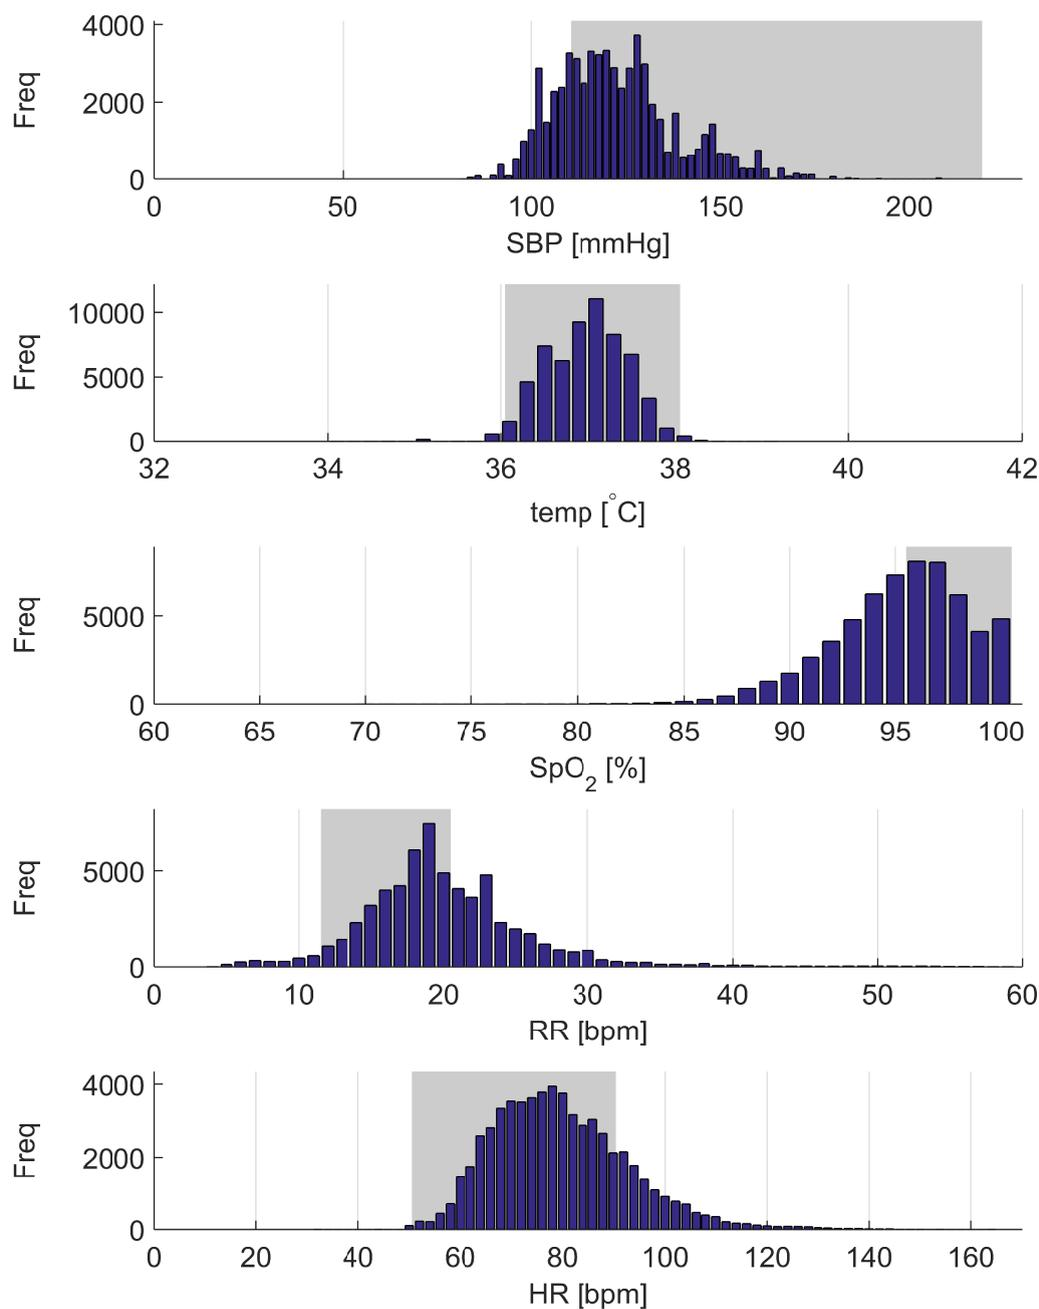 Freq
4000
2000
0
0 50 100 150 200
SBP [mmHg]
Freq
10000
5000
0
32 34 36 38 40 42
temp [°C]
Freq
5000
0
60 65 70 75 80 85 90 95 100
SpO2 [%]
Freq
5000
0
0 10 20 30 40 50 60
RR [bpm]
Freq
4000
2000
0
0 20 40 60 80 100 120 140 160
HR [bpm]